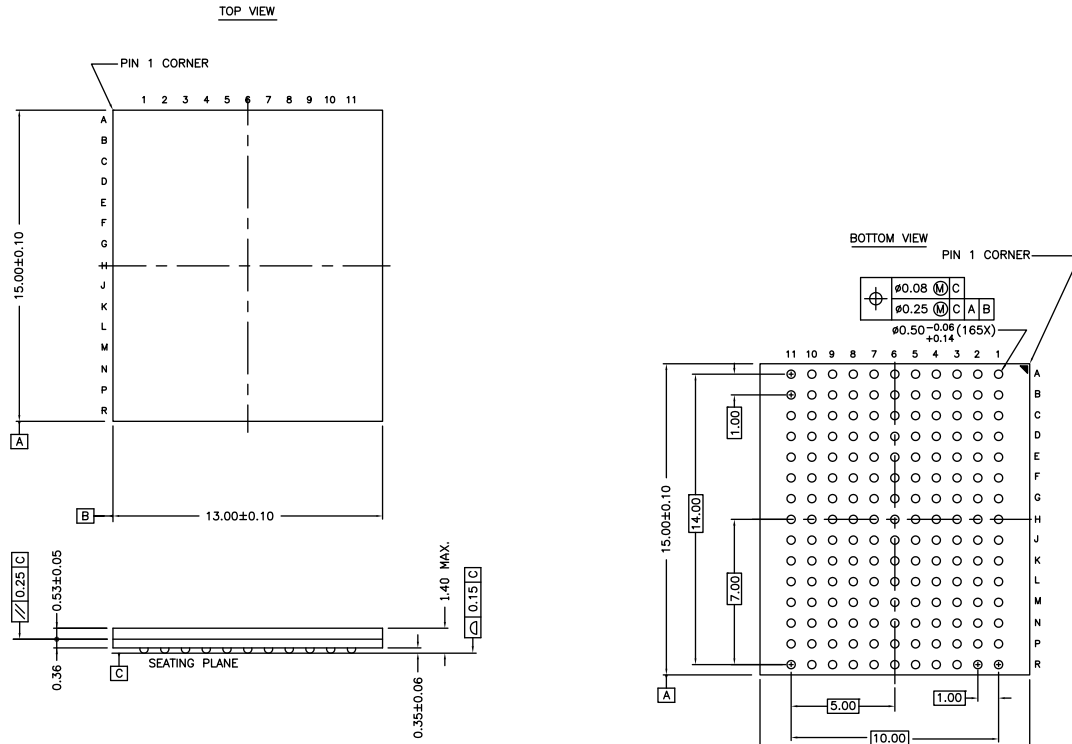 TOP VIEW
PIN 1 CORNER
1 2 3 4 5 6 7 8 9 10 11
A
B
C
D
E
F
G
H
J
K
L
M
N
P
R
15.00±0.10
A
B
13.00±0.10
// 0.25 C
0.53±0.05
0.36
C
SEATING PLANE
1.40 MAX.
0.15 C
0.35±0.06
BOTTOM VIEW
PIN 1 CORNER
⌖ ø0.08 Ⓜ C
ø0.25 Ⓜ C A B
ø0.50 -0.06 (165X)
+0.14
11 10 9 8 7 6 5 4 3 2 1
A
B
C
D
E
F
G
H
J
K
L
M
N
P
R
1.00
15.00±0.10
14.00
7.00
A
5.00
1.00
10.00